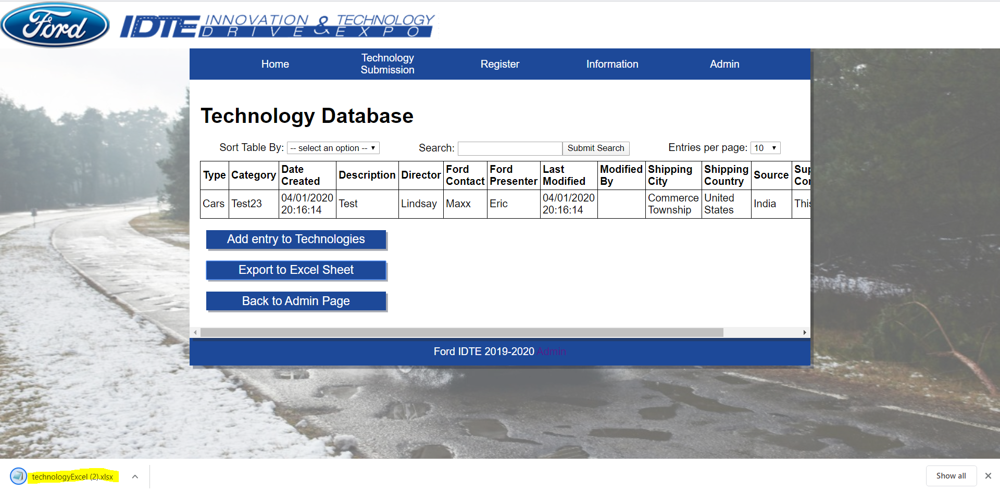 Ford
IDTE INNOVATION & TECHNOLOGY
DRIVE & EXPO
Home
Technology
Submission
Register
Information
Admin
Technology Database
Sort Table By: -- select an option --
Search: Submit Search
Entries per page: 10
Type Category Date Created Description Director Ford Contact Ford Presenter Last Modified Modified By Shipping City Shipping Country Source Sup Co
Cars Test23 04/01/2020 20:16:14 Test Lindsay Maxx Eric 04/01/2020 20:16:14 Commerce Township United States India This
Add entry to Technologies
Export to Excel Sheet
Back to Admin Page
Ford IDTE 2019-2020 Admin
technologyExcel (2).xlsx
Show all